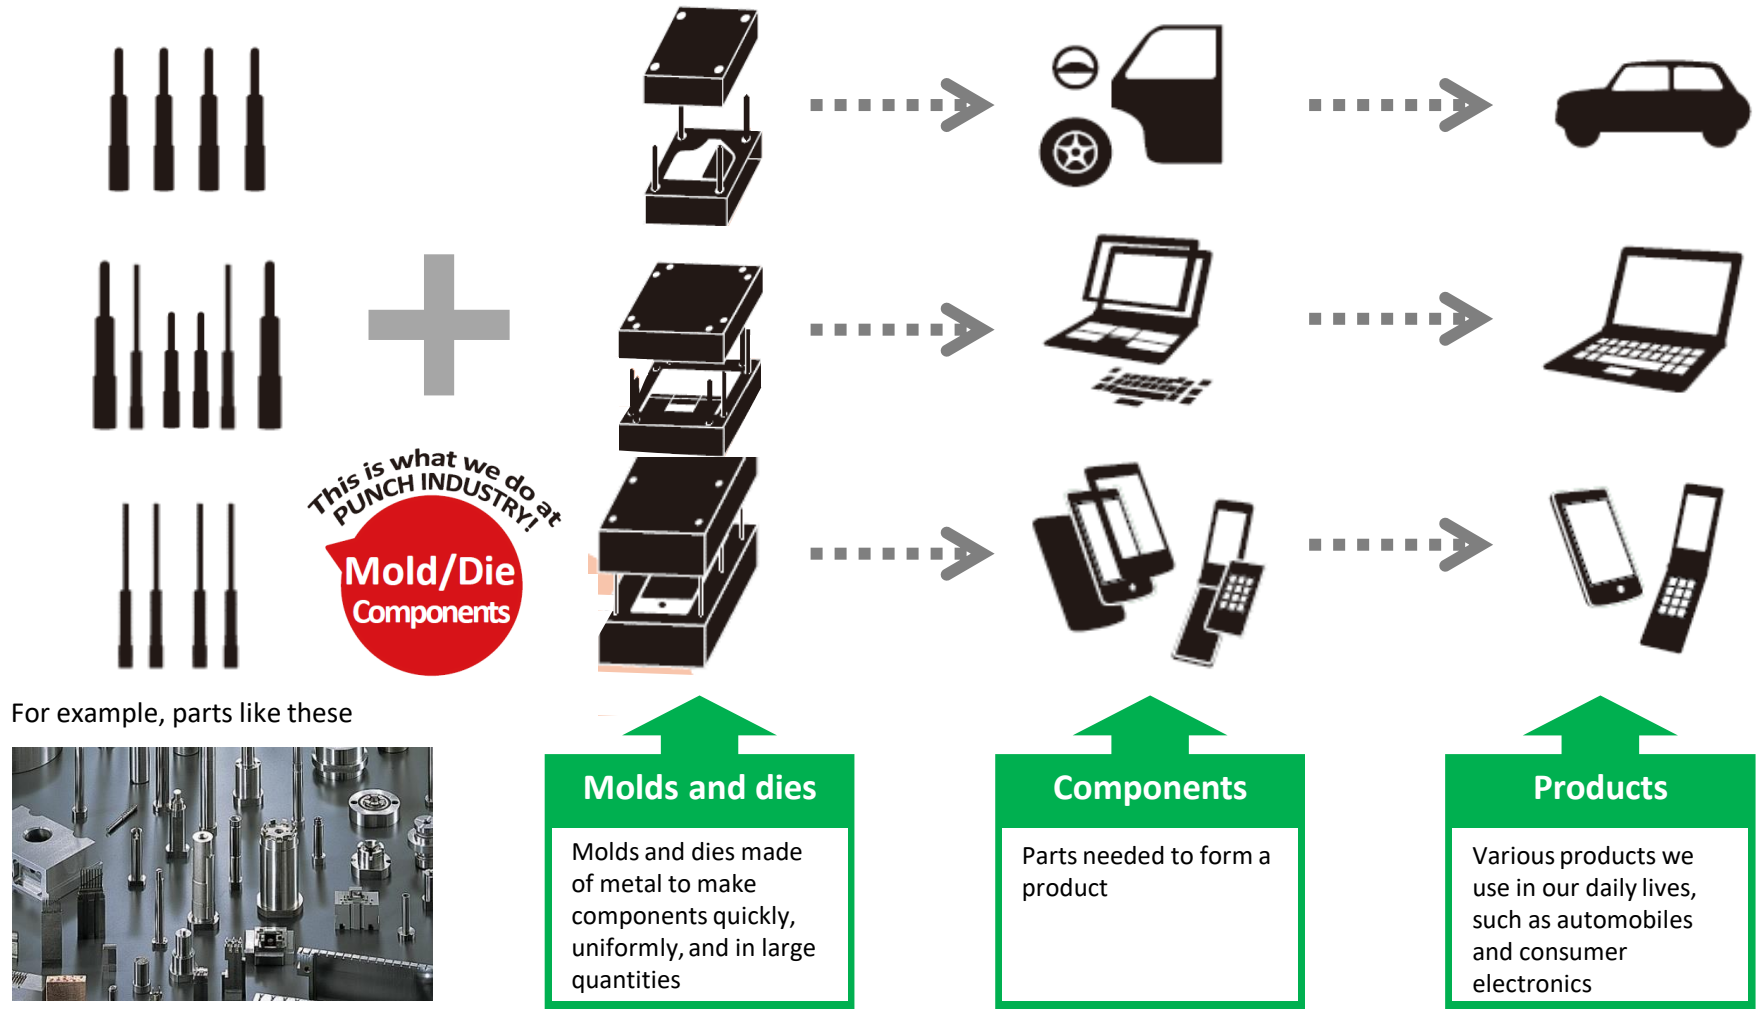 This is what we do at
PUNCH INDUSTRY!
Mold/Die
Components
For example, parts like these
Molds and dies
Molds and dies made
of metal to make
components quickly,
uniformly, and in large
quantities
Components
Parts needed to form a
product
Products
Various products we
use in our daily lives,
such as automobiles
and consumer
electronics